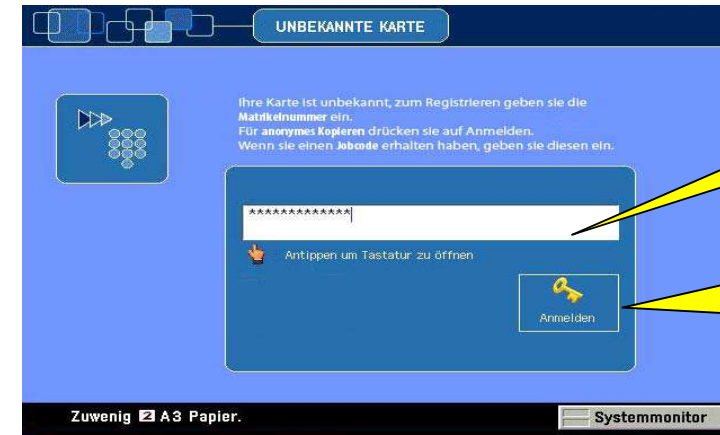 UNBEKANNTE KARTE
Ihre Karte ist unbekannt, zum Registrieren geben sie die
Matrikelnummer ein.
Für anonymes Kopieren drücken sie auf Anmelden.
Wenn sie einen Jobcode erhalten haben, geben sie diesen ein.
*************
Antippen um Tastatur zu öffnen
Anmelden
Zuwenig 2 A3 Papier.
Systemmonitor